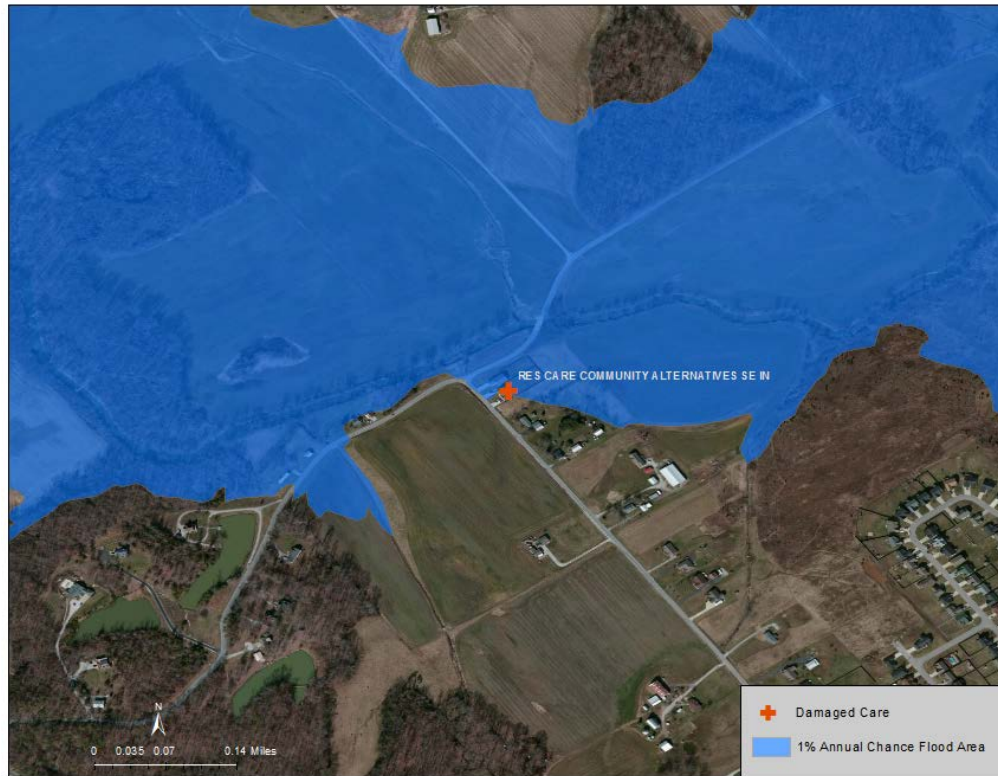 RES CARE COMMUNITY ALTERNATIVES SE IN
N
0 0.035 0.07 0.14 Miles
Damaged Care
1% Annual Chance Flood Area